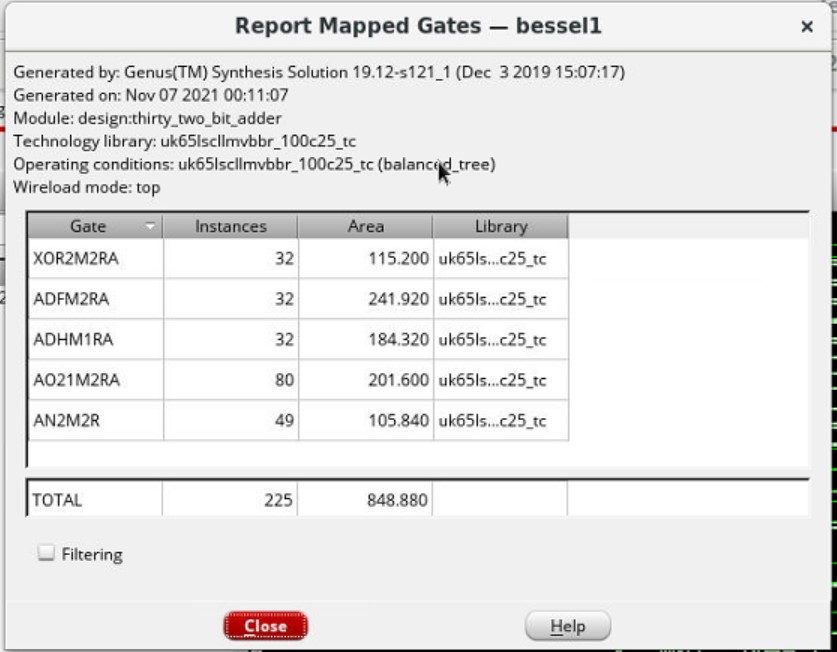 Report Mapped Gates — bessel1
×
Generated by: Genus(TM) Synthesis Solution 19.12-s121_1 (Dec 3 2019 15:07:17)
Generated on: Nov 07 2021 00:11:07
Module: design:thirty_two_bit_adder
Technology library: uk65lscllmvbbr_100c25_tc
Operating conditions: uk65lscllmvbbr_100c25_tc (balanced_tree)
Wireload mode: top
Gate Instances Area Library
XOR2M2RA 32 115.200 uk65ls...c25_tc
ADFM2RA 32 241.920 uk65ls...c25_tc
ADHM1RA 32 184.320 uk65ls...c25_tc
AO21M2RA 80 201.600 uk65ls...c25_tc
AN2M2R 49 105.840 uk65ls...c25_tc
TOTAL 225 848.880
Filtering
Close Help